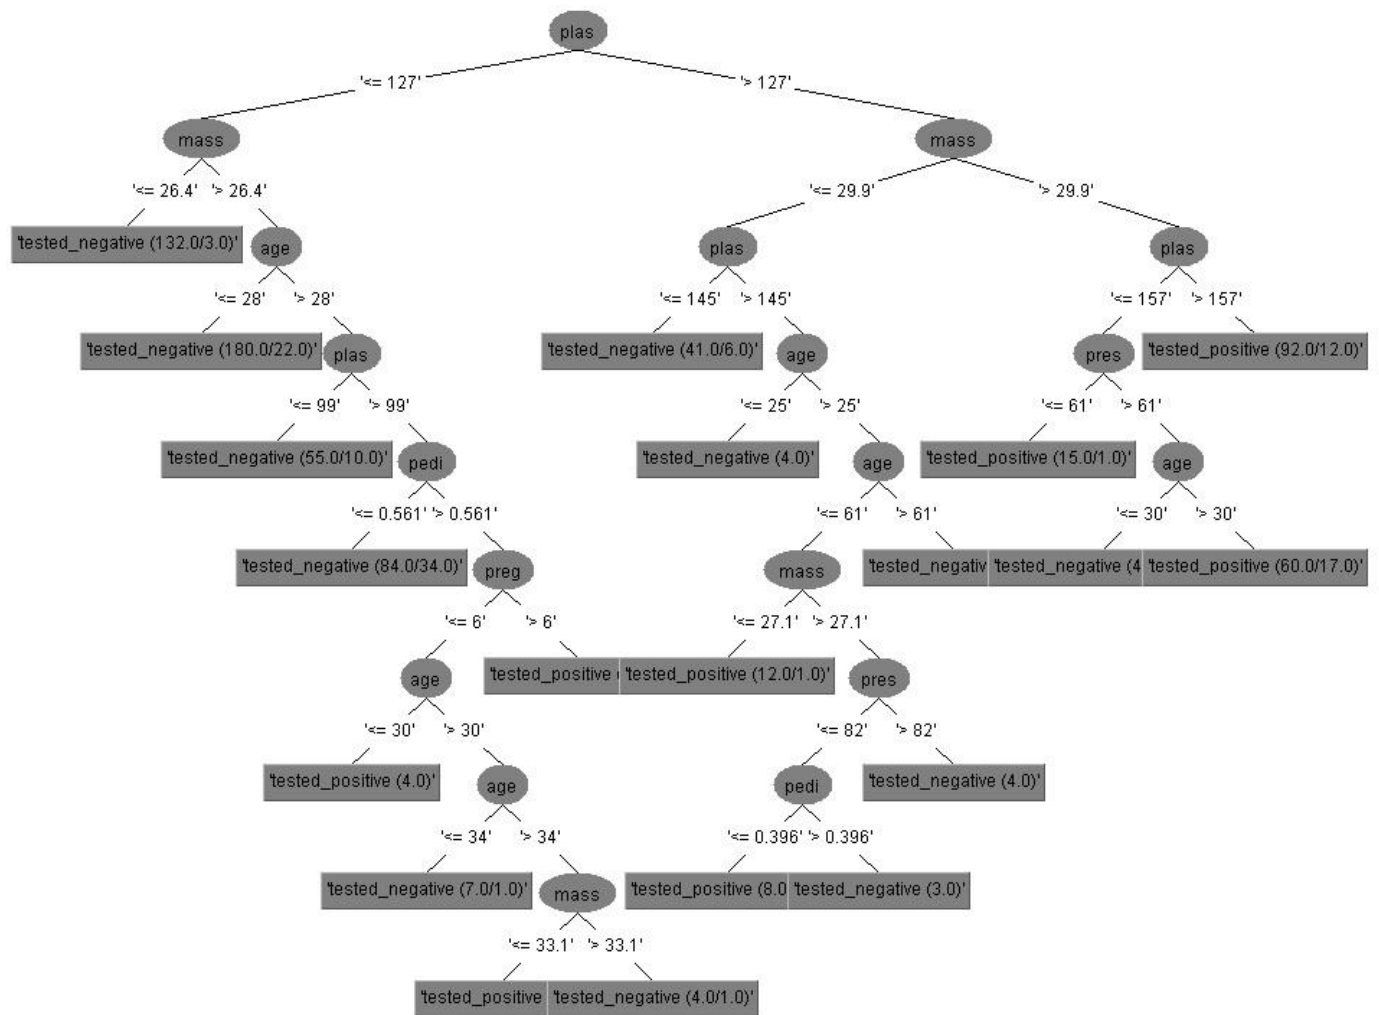 plas
'<= 127' '> 127'
mass mass
'<= 26.4' '> 26.4' '<= 29.9' '> 29.9'
'tested_negative (132.0/3.0)' age plas plas
'<= 28' '> 28' '<= 145' '> 145' '<= 157' '> 157'
'tested_negative (180.0/22.0)' plas 'tested_negative (41.0/6.0)' age pres 'tested_positive (92.0/12.0)'
'<= 99' '> 99' '<= 25' '> 25' '<= 61' '> 61'
'tested_negative (55.0/10.0)' pedi 'tested_negative (4.0)' age 'tested_positive (15.0/1.0)' age
'<= 0.561' '> 0.561' '<= 61' '> 61' '<= 30' '> 30'
'tested_negative (84.0/34.0)' preg mass 'tested_negativ 'tested_negative (4 'tested_positive (60.0/17.0)'
'<= 6' '> 6' '<= 27.1' '> 27.1'
age 'tested_positive 'tested_positive (12.0/1.0)' pres
'<= 30' '> 30' '<= 82' '> 82'
'tested_positive (4.0)' age pedi 'tested_negative (4.0)'
'<= 34' '> 34' '<= 0.396' '> 0.396'
'tested_negative (7.0/1.0)' mass 'tested_positive (8.0 'tested_negative (3.0)'
'<= 33.1' '> 33.1'
'tested_positive 'tested_negative (4.0/1.0)'